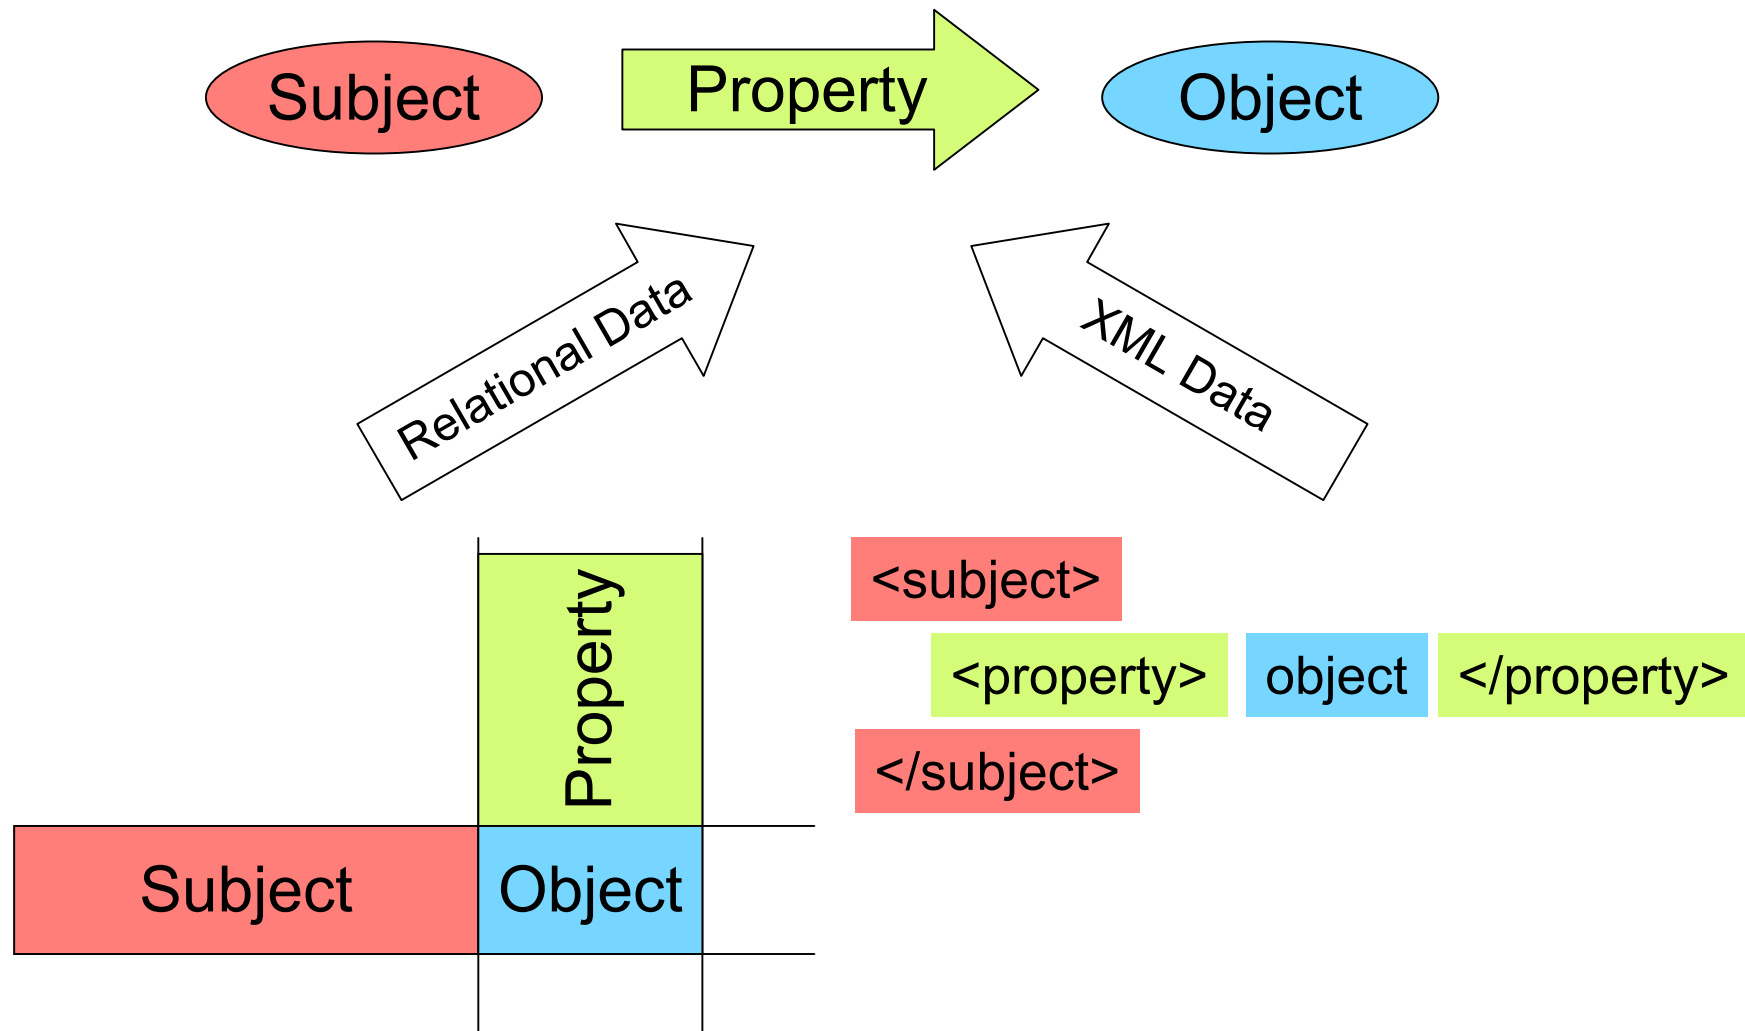 Subject Property Object
Relational Data
XML Data
Property
Subject Object
<subject>
<property> object </property>
</subject>